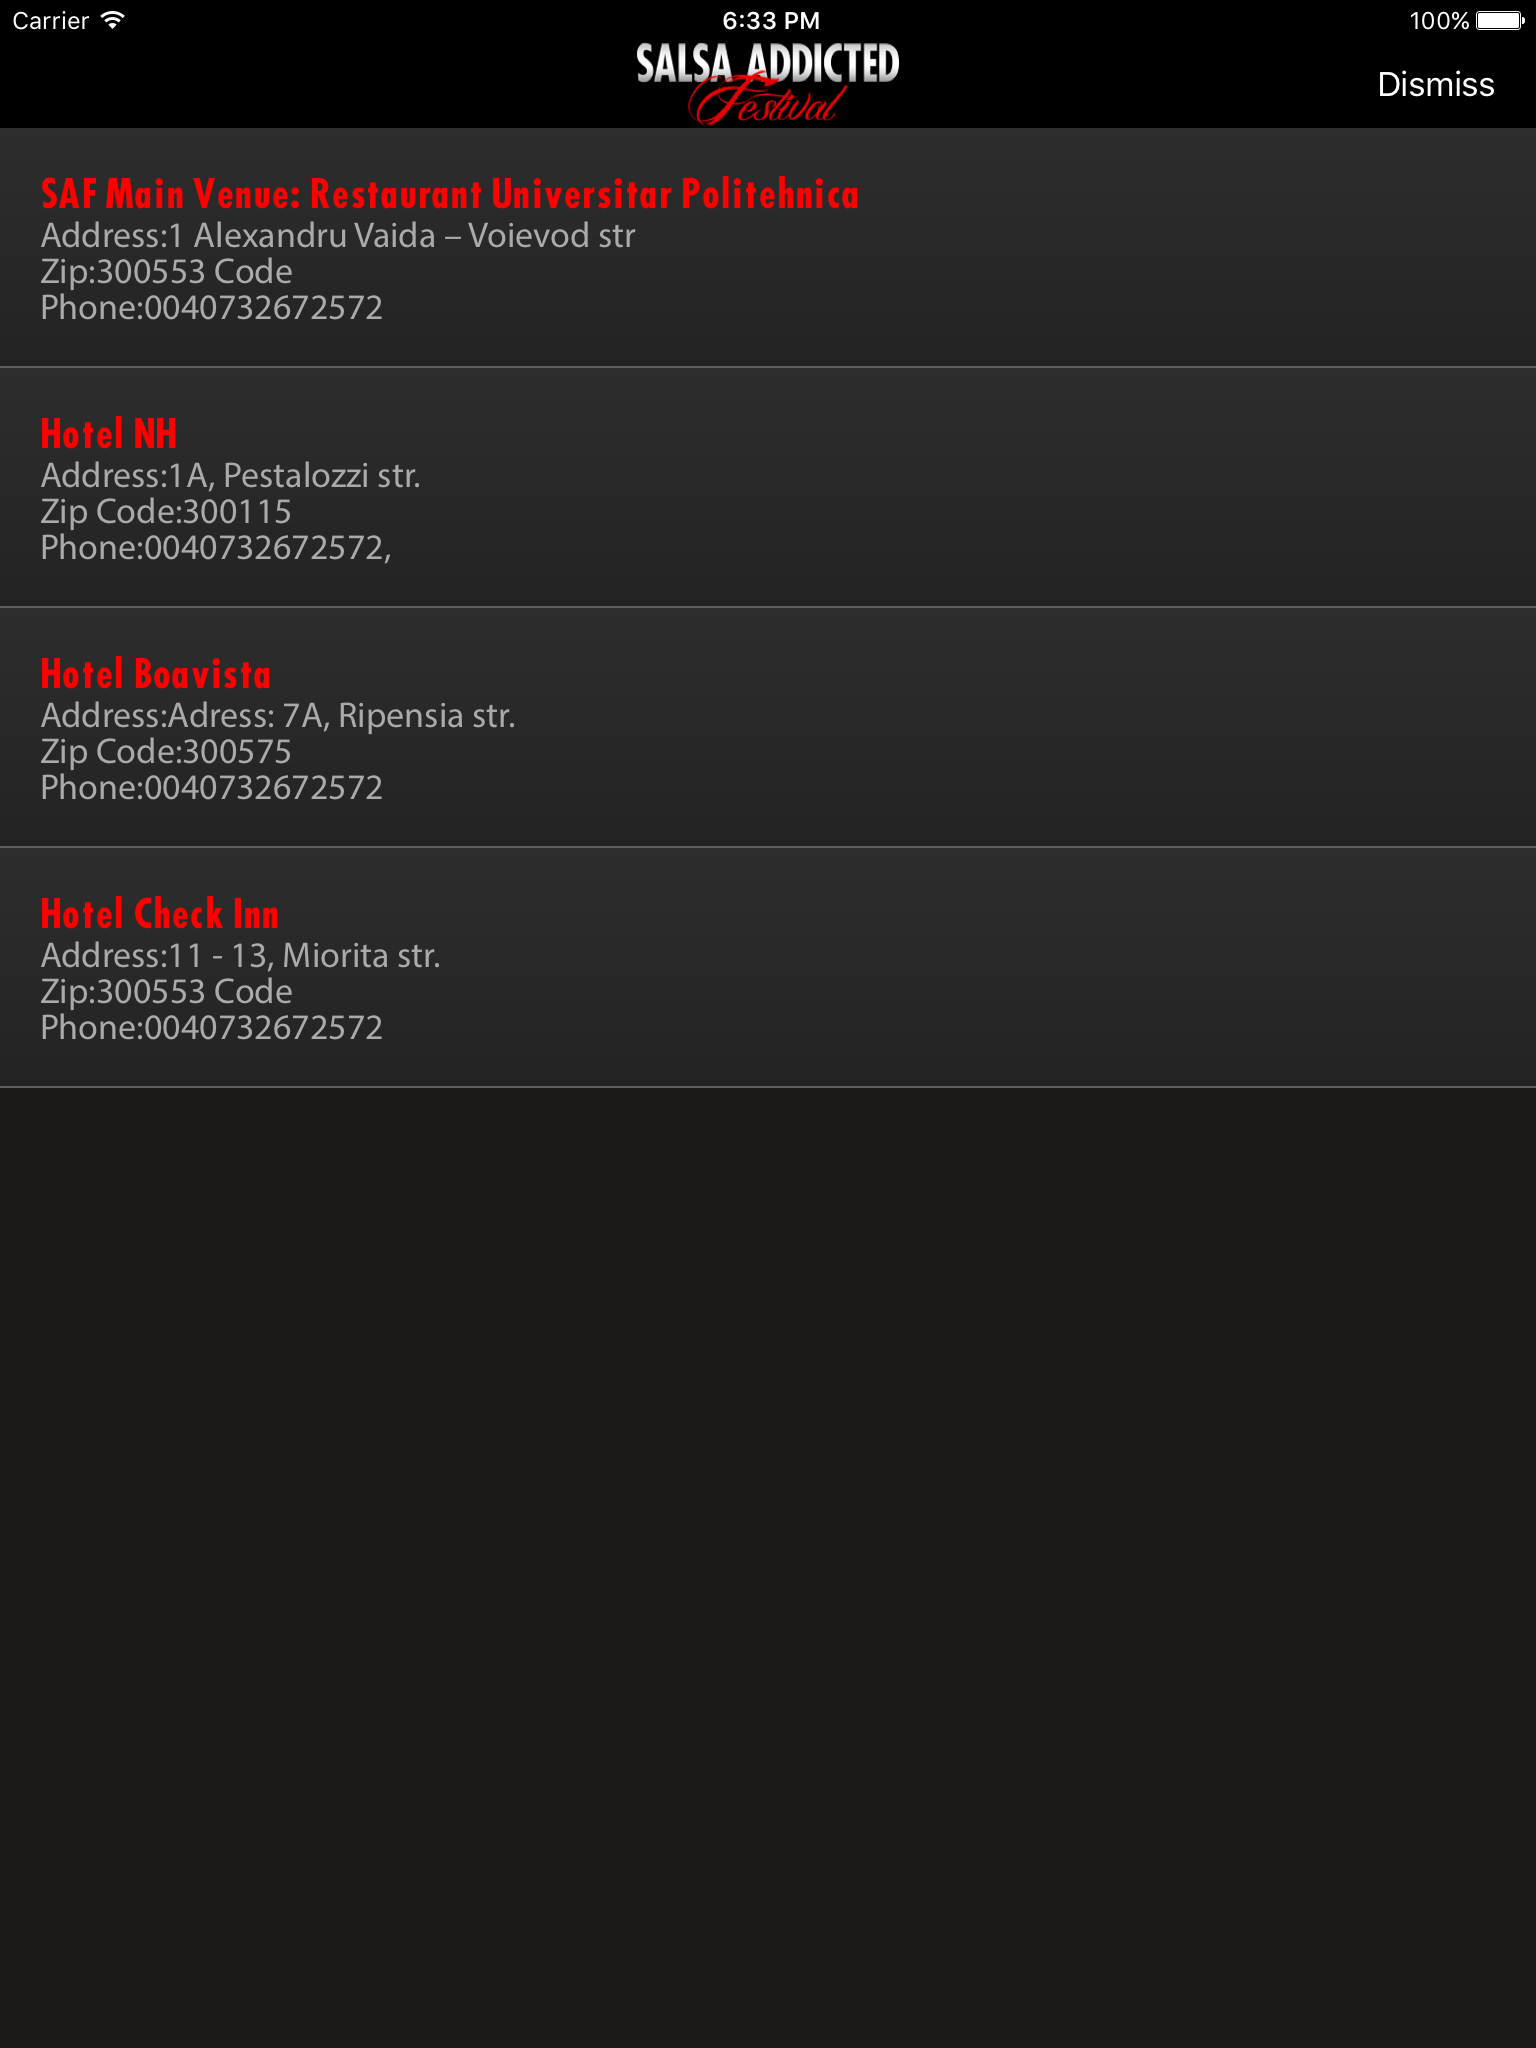 Carrier 6:33 PM 100%
SALSA ADDICTED
Festival
Dismiss
SAF Main Venue: Restaurant Universitar Politehnica
Address:1 Alexandru Vaida – Voievod str
Zip:300553 Code
Phone:0040732672572
Hotel NH
Address:1A, Pestalozzi str.
Zip Code:300115
Phone:0040732672572,
Hotel Boavista
Address:Adress: 7A, Ripensia str.
Zip Code:300575
Phone:0040732672572
Hotel Check Inn
Address:11 - 13, Miorita str.
Zip:300553 Code
Phone:0040732672572